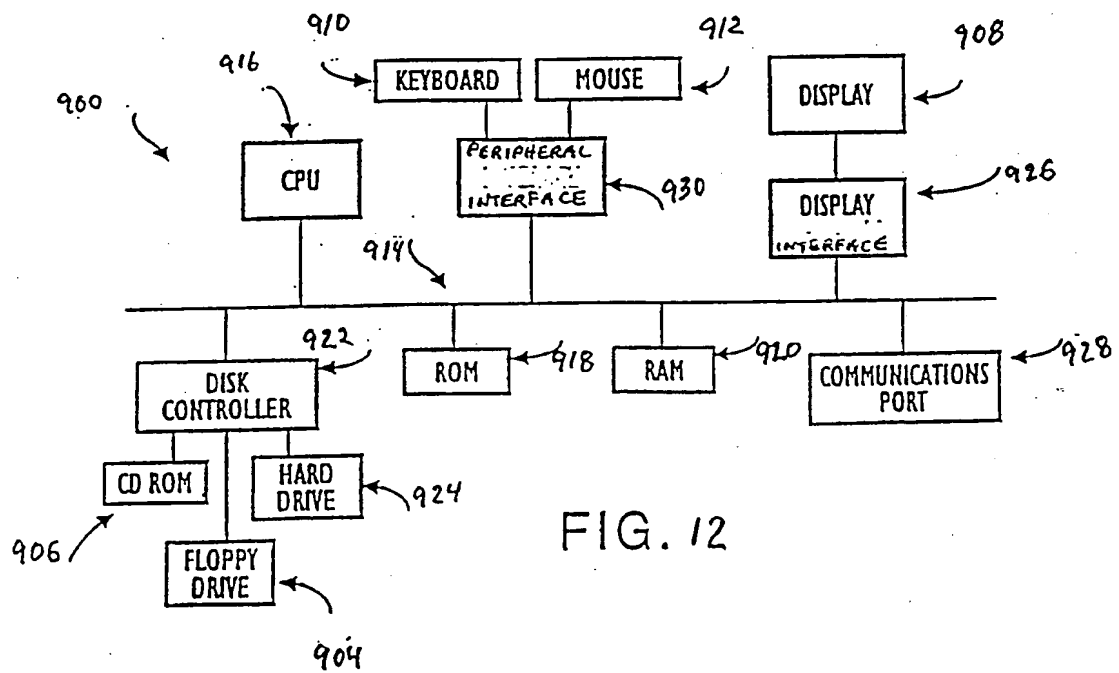 910
912
908
916
KEYBOARD
MOUSE
DISPLAY
900
PERIPHERAL
INTERFACE
CPU
930
926
DISPLAY
INTERFACE
914
922
918
920
928
ROM
RAM
DISK
CONTROLLER
COMMUNICATIONS
PORT
CD ROM
HARD
DRIVE
924
906
FLOPPY
DRIVE
904
FIG. 12